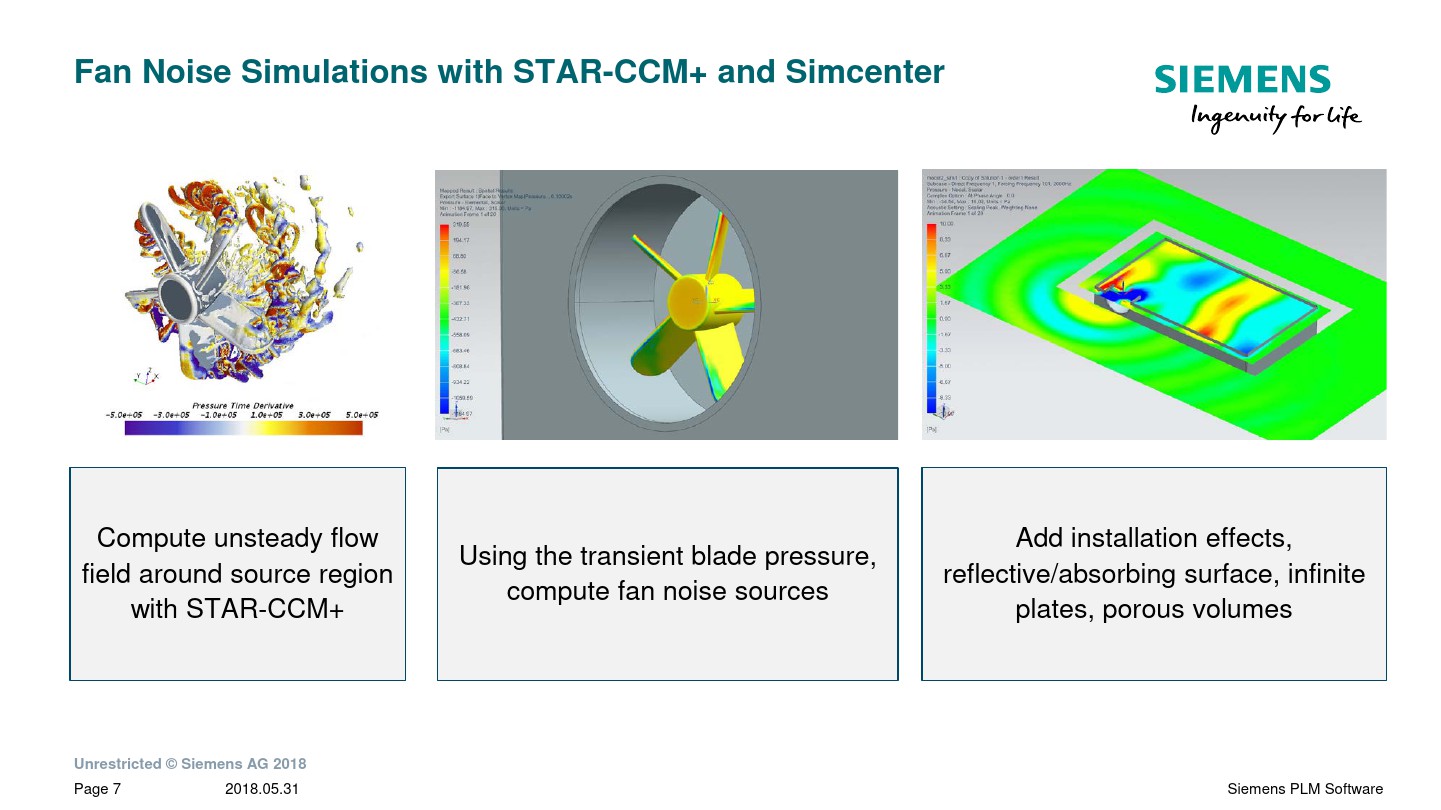 Fan Noise Simulations with STAR-CCM+ and Simcenter
SIEMENS
Ingenuity for life
Pressure Time Derivative
-5.0e+05 -3.0e+05 -1.0e+05 1.0e+05 3.0e+05 5.0e+05
Compute unsteady flow
field around source region
with STAR-CCM+
Using the transient blade pressure,
compute fan noise sources
Add installation effects,
reflective/absorbing surface, infinite
plates, porous volumes
Unrestricted © Siemens AG 2018
Page 7 2018.05.31 Siemens PLM Software